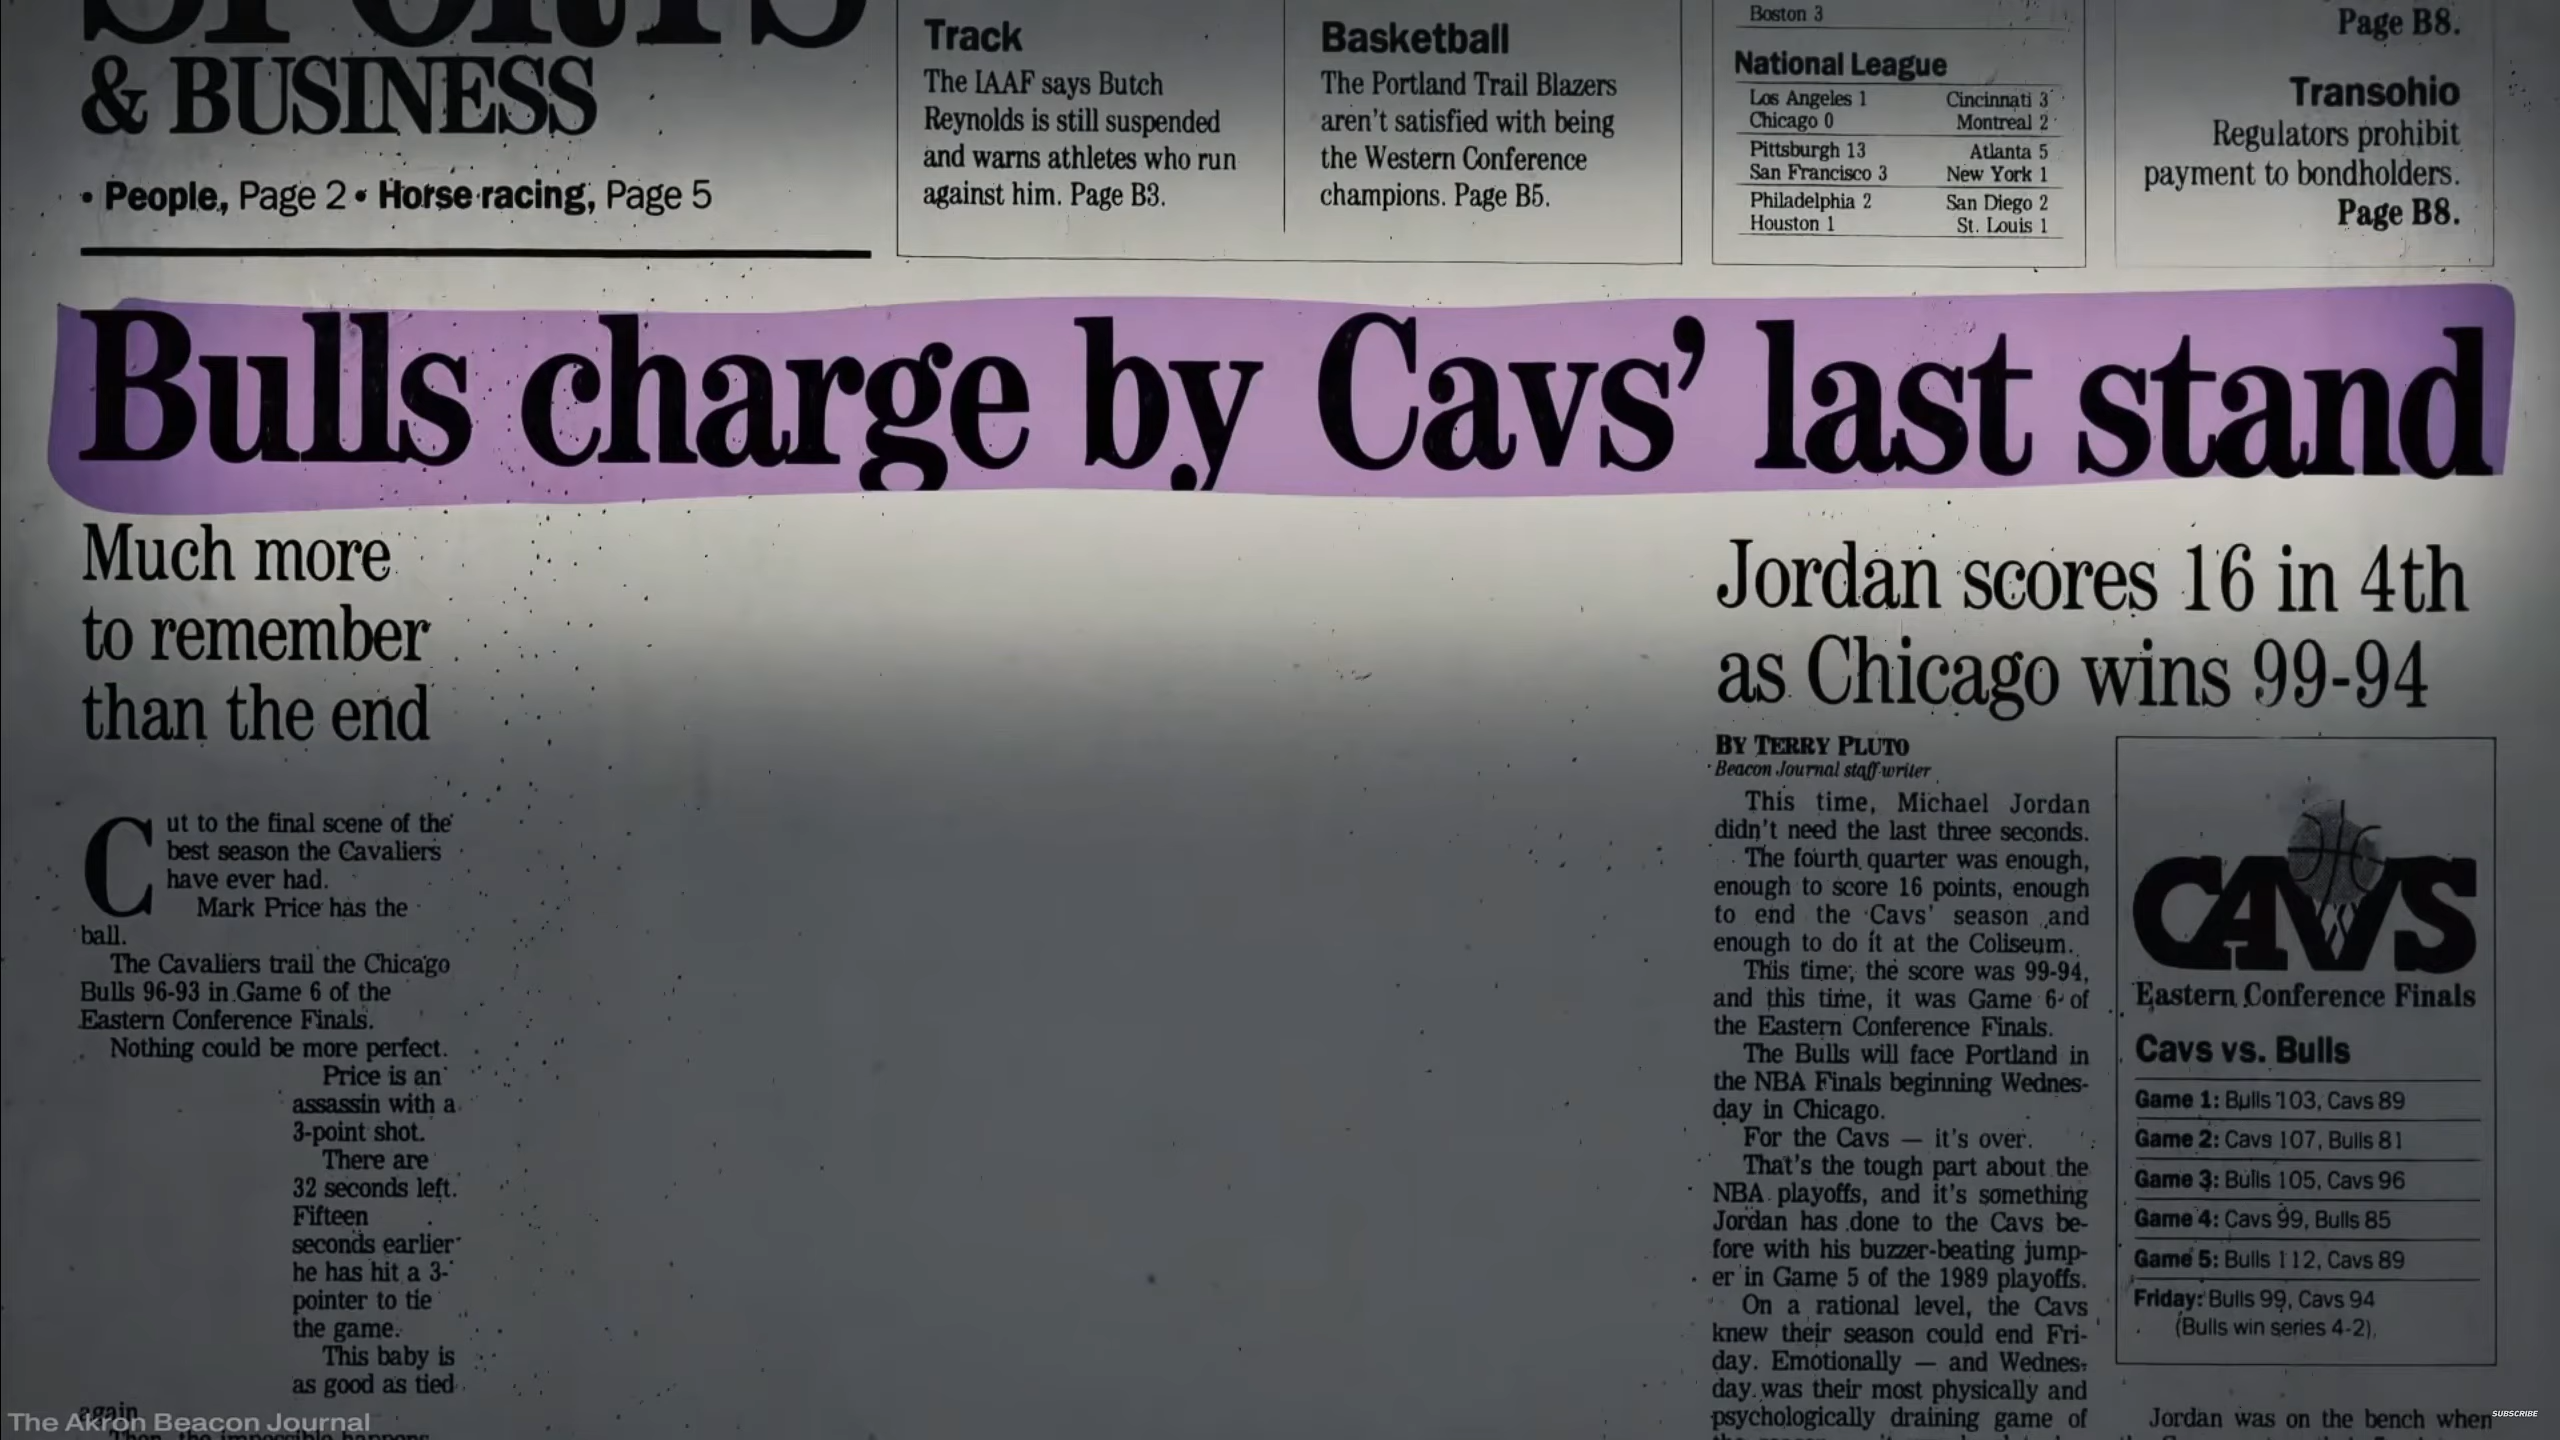 SPORTS
& BUSINESS
• People, Page 2 • Horse racing, Page 5
Track
The IAAF says Butch
Reynolds is still suspended
and warns athletes who run
against him. Page B3.
Basketball
The Portland Trail Blazers
aren't satisfied with being
the Western Conference
champions. Page B5.
Boston 3
National League
Los Angeles 1
Chicago 0
Cincinnati 3
Montreal 2
Pittsburgh 13
San Francisco 3
Atlanta 5
New York 1
Philadelphia 2
Houston 1
San Diego 2
St. Louis 1
Page B8.
Transohio
Regulators prohibit
payment to bondholders.
Page B8.
Bulls charge by Cavs' last stand
Much more
to remember
than the end
Cut to the final scene of the
best season the Cavaliers
have ever had.
Mark Price has the
ball.
The Cavaliers trail the Chicago
Bulls 96-93 in Game 6 of the
Eastern Conference Finals.
Nothing could be more perfect.
Price is an
assassin with a
3-point shot.
There are
32 seconds left.
Fifteen
seconds earlier
he has hit a 3-
pointer to tie
the game.
This baby is
as good as tied
again.
Jordan scores 16 in 4th
as Chicago wins 99-94
BY TERRY PLUTO
Beacon Journal staff writer
This time, Michael Jordan
didn't need the last three seconds.
The fourth quarter was enough,
enough to score 16 points, enough
to end the Cavs' season and
enough to do it at the Coliseum.
This time, the score was 99-94,
and this time, it was Game 6 of
the Eastern Conference Finals.
The Bulls will face Portland in
the NBA Finals beginning Wednes-
day in Chicago.
For the Cavs — it's over.
That's the tough part about the
NBA playoffs, and it's something
Jordan has done to the Cavs be-
fore with his buzzer-beating jump-
er in Game 5 of the 1989 playoffs.
On a rational level, the Cavs
knew their season could end Fri-
day. Emotionally — and Wednes-
day was their most physically and
psychologically draining game of
CAVS
Eastern Conference Finals
Cavs vs. Bulls
Game 1: Bulls 103, Cavs 89
Game 2: Cavs 107, Bulls 81
Game 3: Bulls 105, Cavs 96
Game 4: Cavs 99, Bulls 85
Game 5: Bulls 112, Cavs 89
Friday: Bulls 99, Cavs 94
(Bulls win series 4-2).
Jordan was on the bench when
The Akron Beacon Journal
SUBSCRIBE